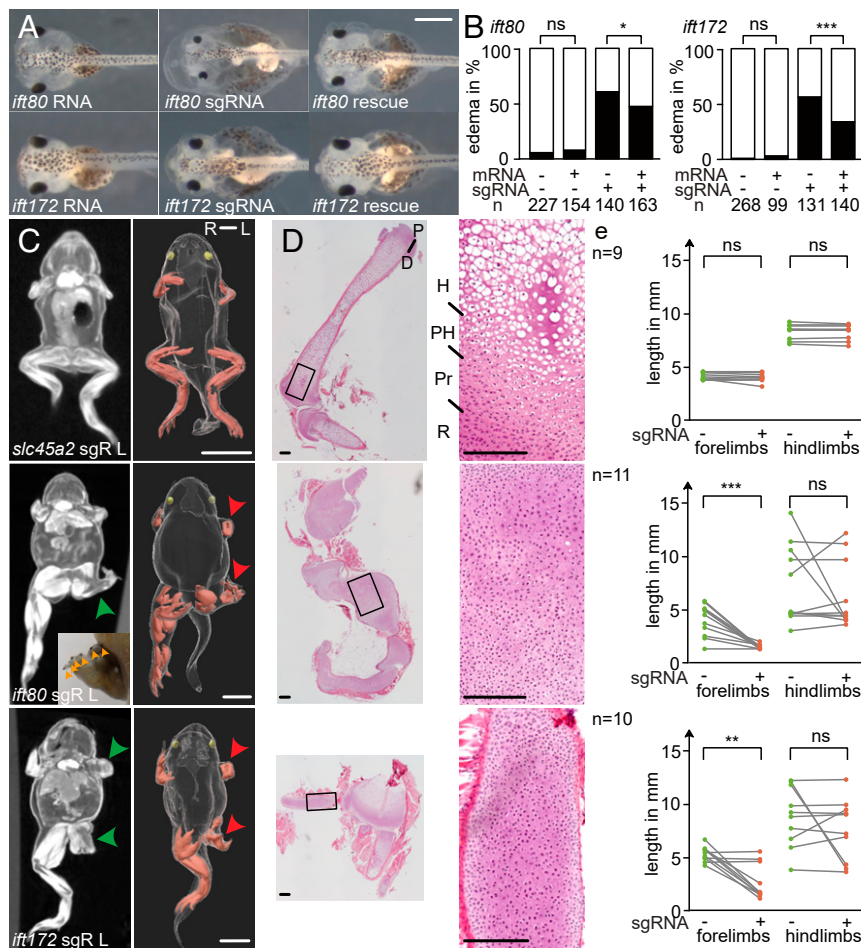 A
ift80 RNA
ift80 sgRNA
ift80 rescue
ift172 RNA
ift172 sgRNA
ift172 rescue
B
ift80
ns
*
edema in %
100
50
0
mRNA - + - +
sgRNA - - + +
n 227 154 140 163
ift172
ns
***
edema in %
100
50
0
mRNA - + - +
sgRNA - - + +
n 268 99 131 140
C
R L
slc45a2 sgR L
ift80 sgR L
ift172 sgR L
D
P
D
H
PH
Pr
R
e
n=9
ns
ns
length in mm
15
10
5
0
sgRNA - + - +
forelimbs hindlimbs
n=11
***
ns
length in mm
15
10
5
0
sgRNA - + - +
forelimbs hindlimbs
n=10
**
ns
length in mm
15
10
5
0
sgRNA - + - +
forelimbs hindlimbs